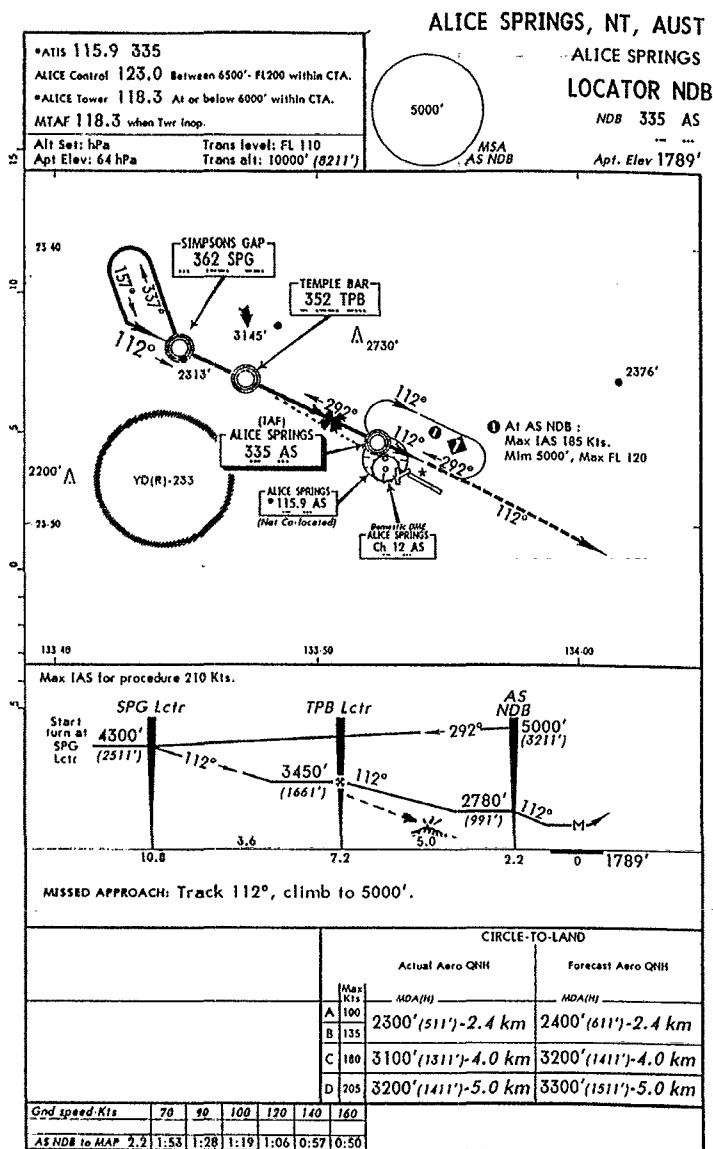 ALICE SPRINGS, NT, AUST
ALICE SPRINGS
LOCATOR NDB
NDB 335 AS
Apt. Elev 1789'
*ATIS 115.9 335
ALICE Control 123.0 Between 6500'- FL200 within CTA.
*ALICE Tower 118.3 At or below 6000' within CTA.
MTAF 118.3 when Twr inop.
Alt Set: hPa Trans level: FL 110
Apt Elev: 64 hPa Trans alt: 10000' (8211')
5000'
MSA
AS NDB
15
23 40
SIMPSONS GAP
362 SPG
TEMPLE BAR
352 TPB
10
157°
337°
3145'
2730'
112°
2313'
2376'
292°
112°
1
1 At AS NDB :
Max IAS 185 Kts.
Mim 5000', Max FL 120
5
(IAF)
ALICE SPRINGS
335 AS
112°
292°
2200'
YD(R)-233
ALICE SPRINGS
115.9 AS
(Not Co-located)
112°
23-50
Domestic DME
ALICE SPRINGS
Ch 12 AS
0
133 40
133-50
134-00
5
Max IAS for procedure 210 Kts.
SPG Lctr
TPB Lctr
AS
NDB
Start
turn at
SPG
Lctr
4300'
(2511')
292°
5000'
(3211')
112°
3450'
(1661')
112°
2780'
(991')
112°
M
3.6
5.0
10.8
7.2
2.2
0
1789'
MISSED APPROACH: Track 112°, climb to 5000'.
CIRCLE-TO-LAND
Actual Aero QNH Forecast Aero QNH
Max
Kts
MDA(H) MDA(H)
A 100
2300'(511')-2.4 km 2400'(611')-2.4 km
B 135
C 180 3100'(1311')-4.0 km 3200'(1411')-4.0 km
D 205 3200'(1411')-5.0 km 3300'(1511')-5.0 km
Gnd speed-Kts 70 90 100 120 140 160
AS NDB to MAP 2.2 1:53 1:28 1:19 1:06 0:57 0:50